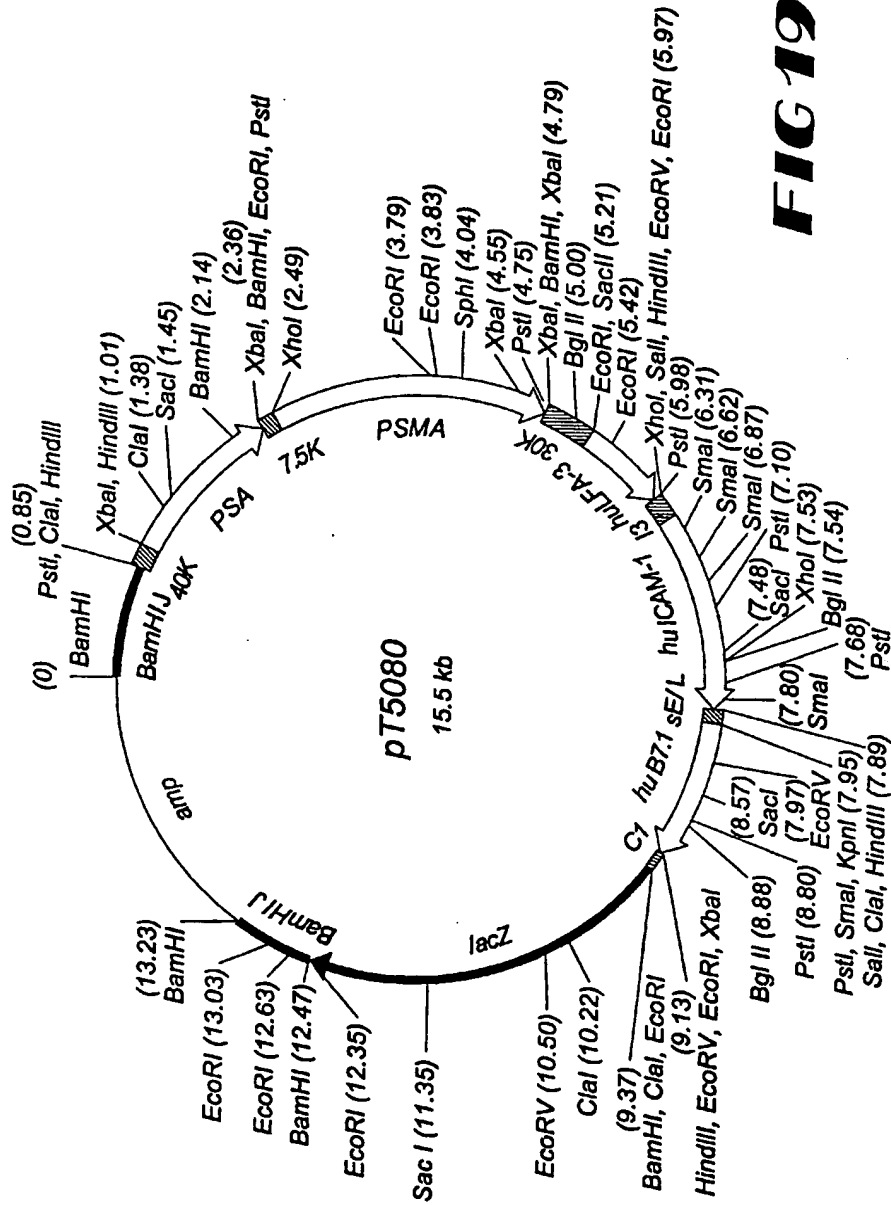 (0)
BamHI
(0.85)
PstI, ClaI, HindIII
XbaI, HindIII (1.01)
ClaI (1.38)
SacI (1.45)
BamHI (2.14)
(2.36)
XbaI, BamHI, EcoRI, PstI
XhoI (2.49)
EcoRI (3.79)
EcoRI (3.83)
SphI (4.04)
XbaI (4.55)
PstI (4.75)
XbaI, BamHI, XbaI (4.79)
Bgl II (5.00)
EcoRI, SacII (5.21)
EcoRI (5.42)
XhoI, SalI, HindIII, EcoRV, EcoRI (5.97)
PstI (5.98)
SmaI (6.31)
SmaI (6.62)
SmaI (6.87)
PstI (7.10)
(7.48)
SacI
XhoI (7.53)
Bgl II (7.54)
(7.68)
PstI
(7.80)
SmaI
SalI, ClaI, HindIII (7.89)
PstI, SmaI, KpnI (7.95)
EcoRV
(7.97)
SacI
(8.57)
PstI (8.80)
Bgl II (8.88)
HindIII, EcoRV, EcoRI, XbaI
(9.13)
BamHI, ClaI, EcoRI
(9.37)
ClaI (10.22)
EcoRV (10.50)
Sac I (11.35)
EcoRI (12.35)
BamHI (12.47)
EcoRI (12.63)
EcoRI (13.03)
(13.23)
BamHI
amp
BamHI J
40K
PSA
7.5K
PSMA
30K
huLFA-3
I3
huICAM-1
sE/L
huB7.1
C1
lacZ
BamHI J
pT5080
15.5 kb
FIG 19